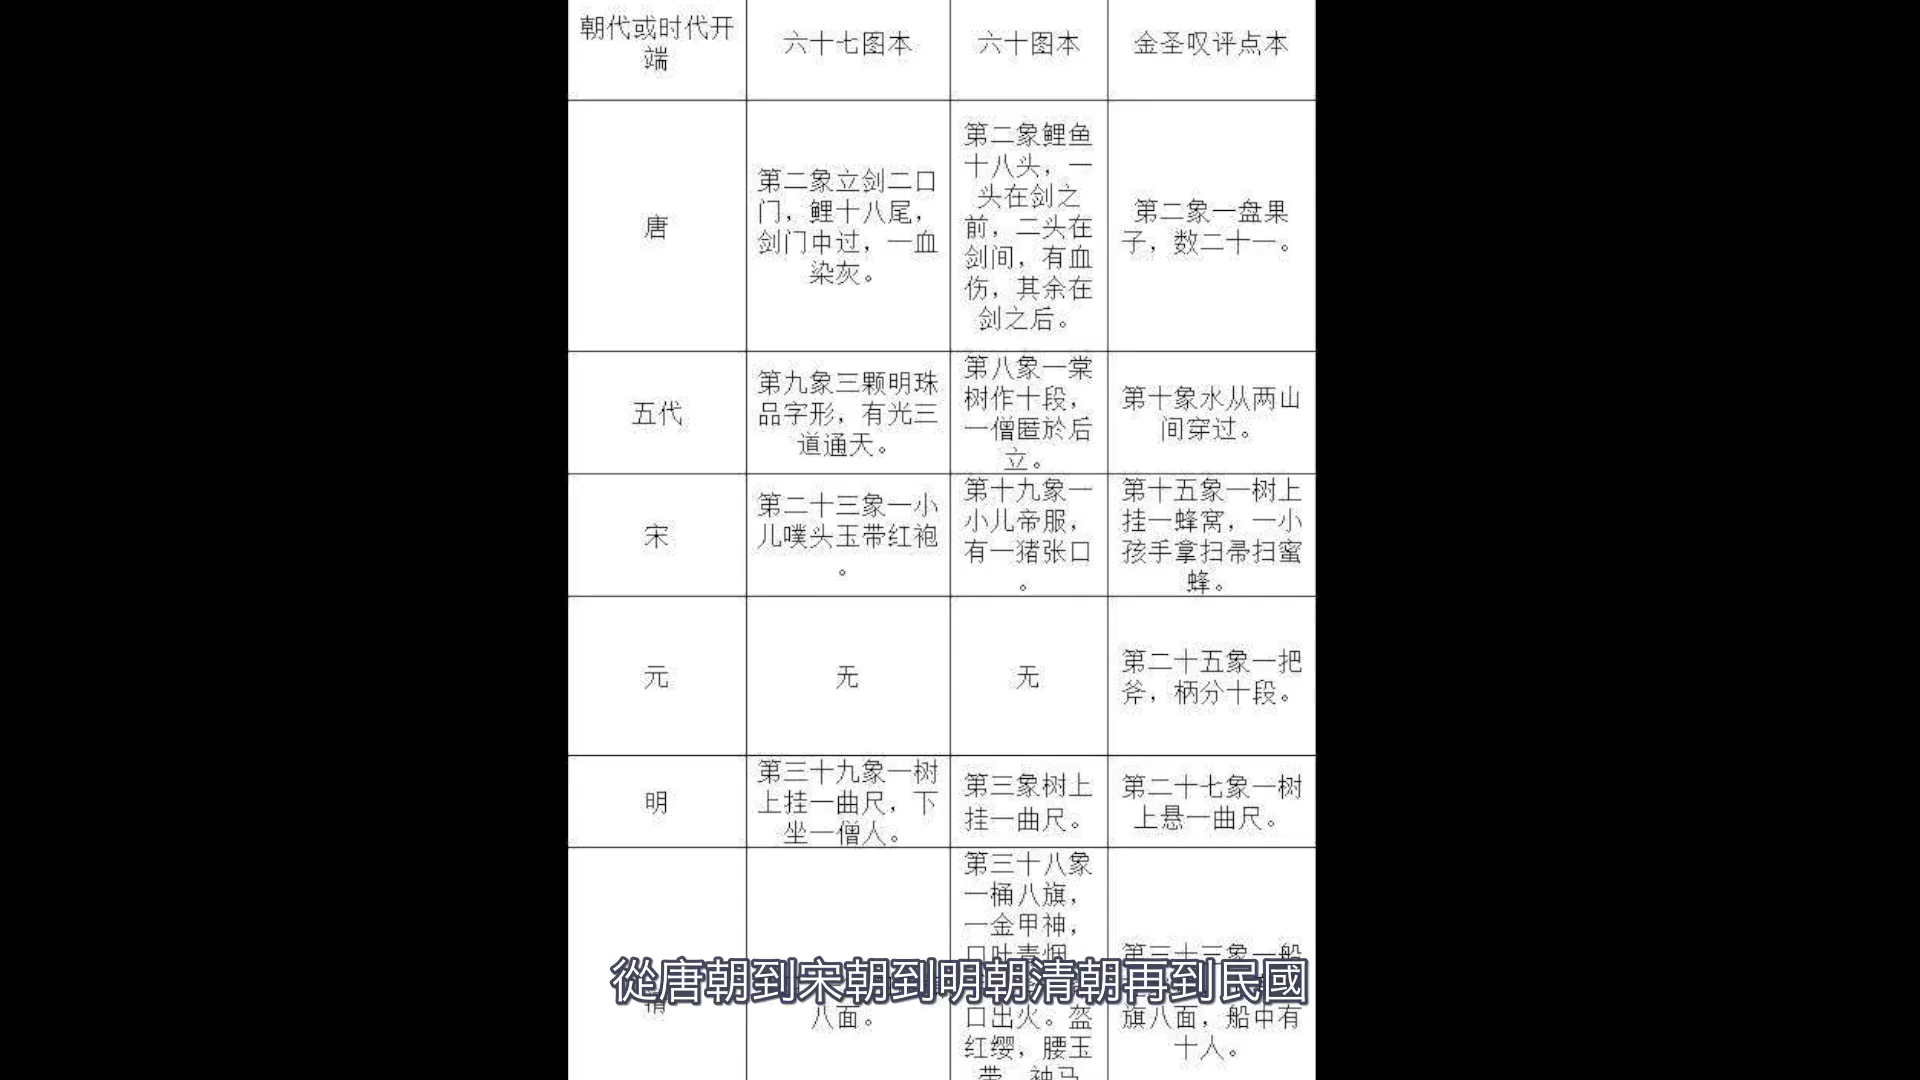 朝代或时代开
端
六十七图本
六十图本
金圣叹评点本
唐
第二象立剑二口
门，鲤十八尾，
剑门中过，一血
染灰。
第二象鲤鱼
十八头，一
头在剑之
前，二头在
剑间，有血
伤，其余在
剑之后。
第二象一盘果
子，数二十一。
五代
第九象三颗明珠
品字形，有光三
道通天。
第八象一棠
树作十段，
一僧匿於后
立。
第十象水从两山
间穿过。
宋
第二十三象一小
儿噗头玉带红袍
。
第十九象一
小儿帝服，
有一猪张口
。
第十五象一树上
挂一蜂窝，一小
孩手拿扫帚扫蜜
蜂。
元
无
无
第二十五象一把
斧，柄分十段。
明
第三十九象一树
上挂一曲尺，下
坐一僧人。
第三象树上
挂一曲尺。
第二十七象一树
上悬一曲尺。
八面。
第三十八象
一桶八旗，
一金甲神，
口吐青烟
口出火。盔
红缨，腰玉
带，袖马
第三十三象一船
旗八面，船中有
十人。
從唐朝到宋朝到明朝清朝再到民國